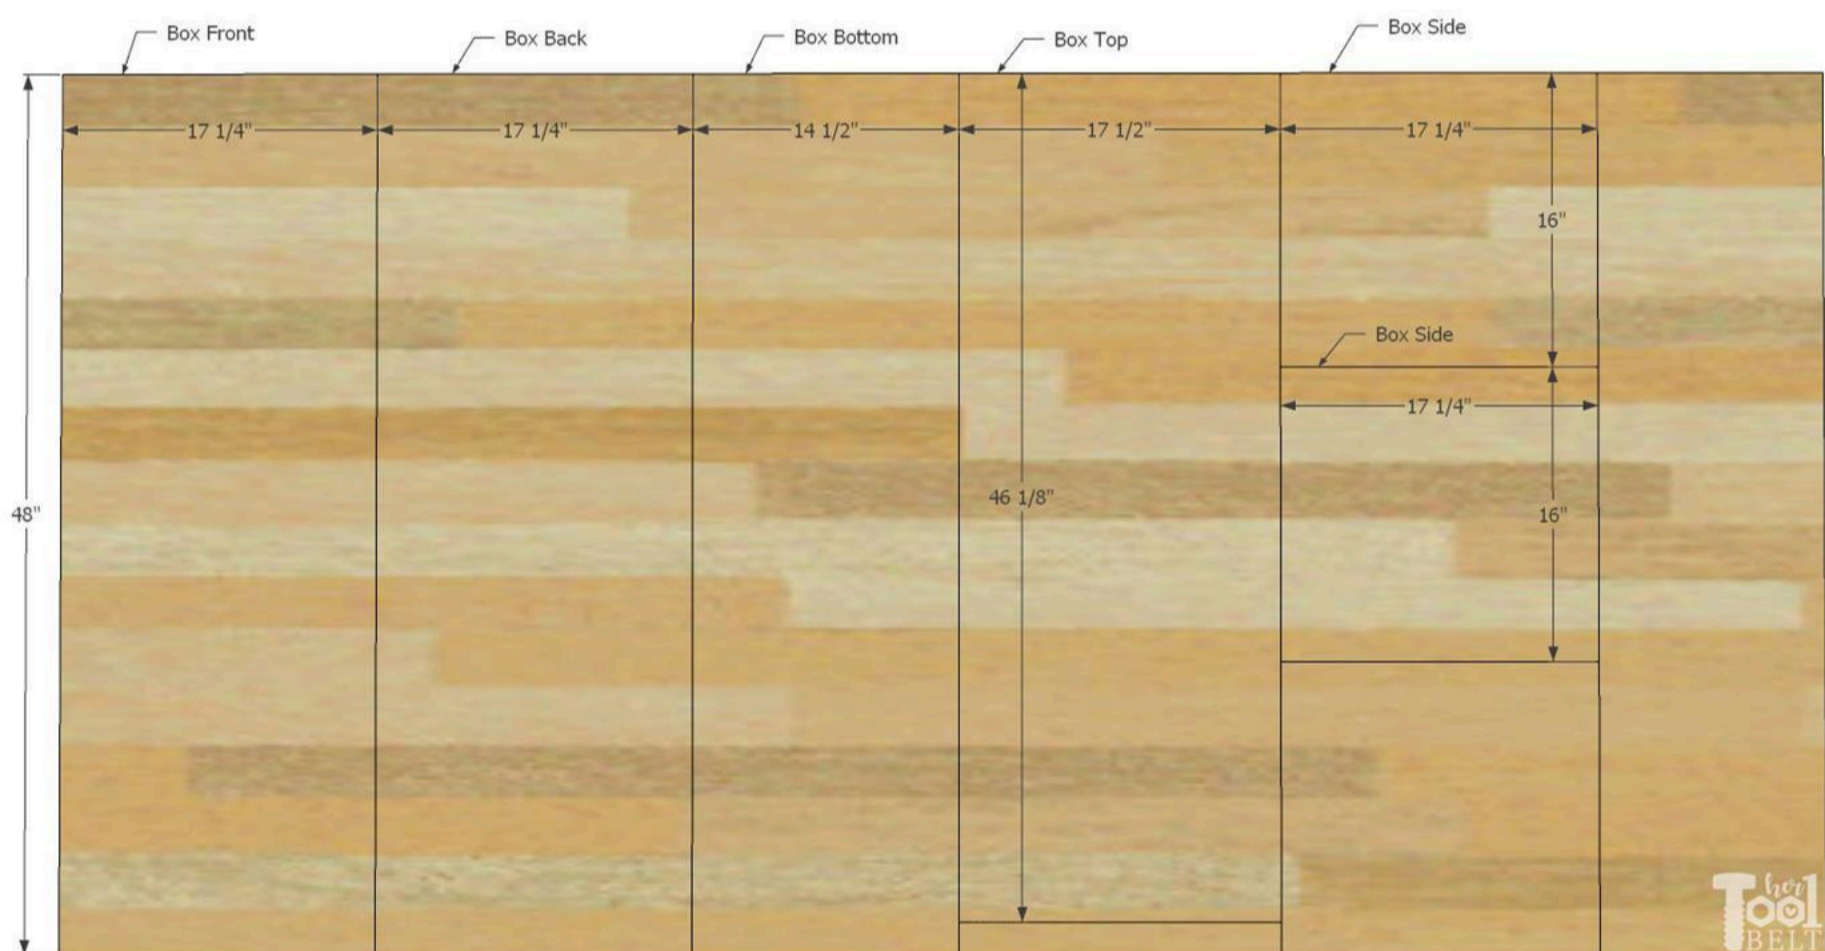 Box Front
Box Back
Box Bottom
Box Top
Box Side
17 1/4"
17 1/4"
14 1/2"
17 1/2"
17 1/4"
16"
Box Side
17 1/4"
48"
46 1/8"
16"
her
Tool
BELT